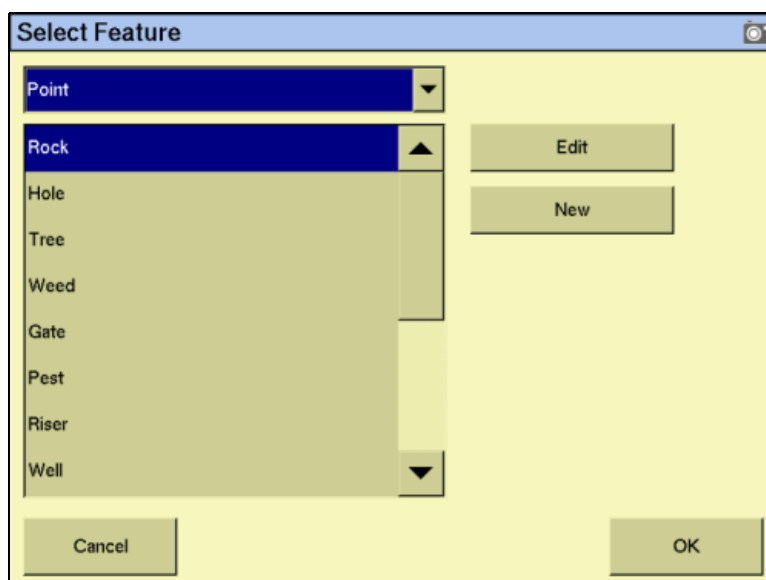 Select Feature
Point
Rock
Edit
Hole
New
Tree
Weed
Gate
Pest
Riser
Well
Cancel
OK